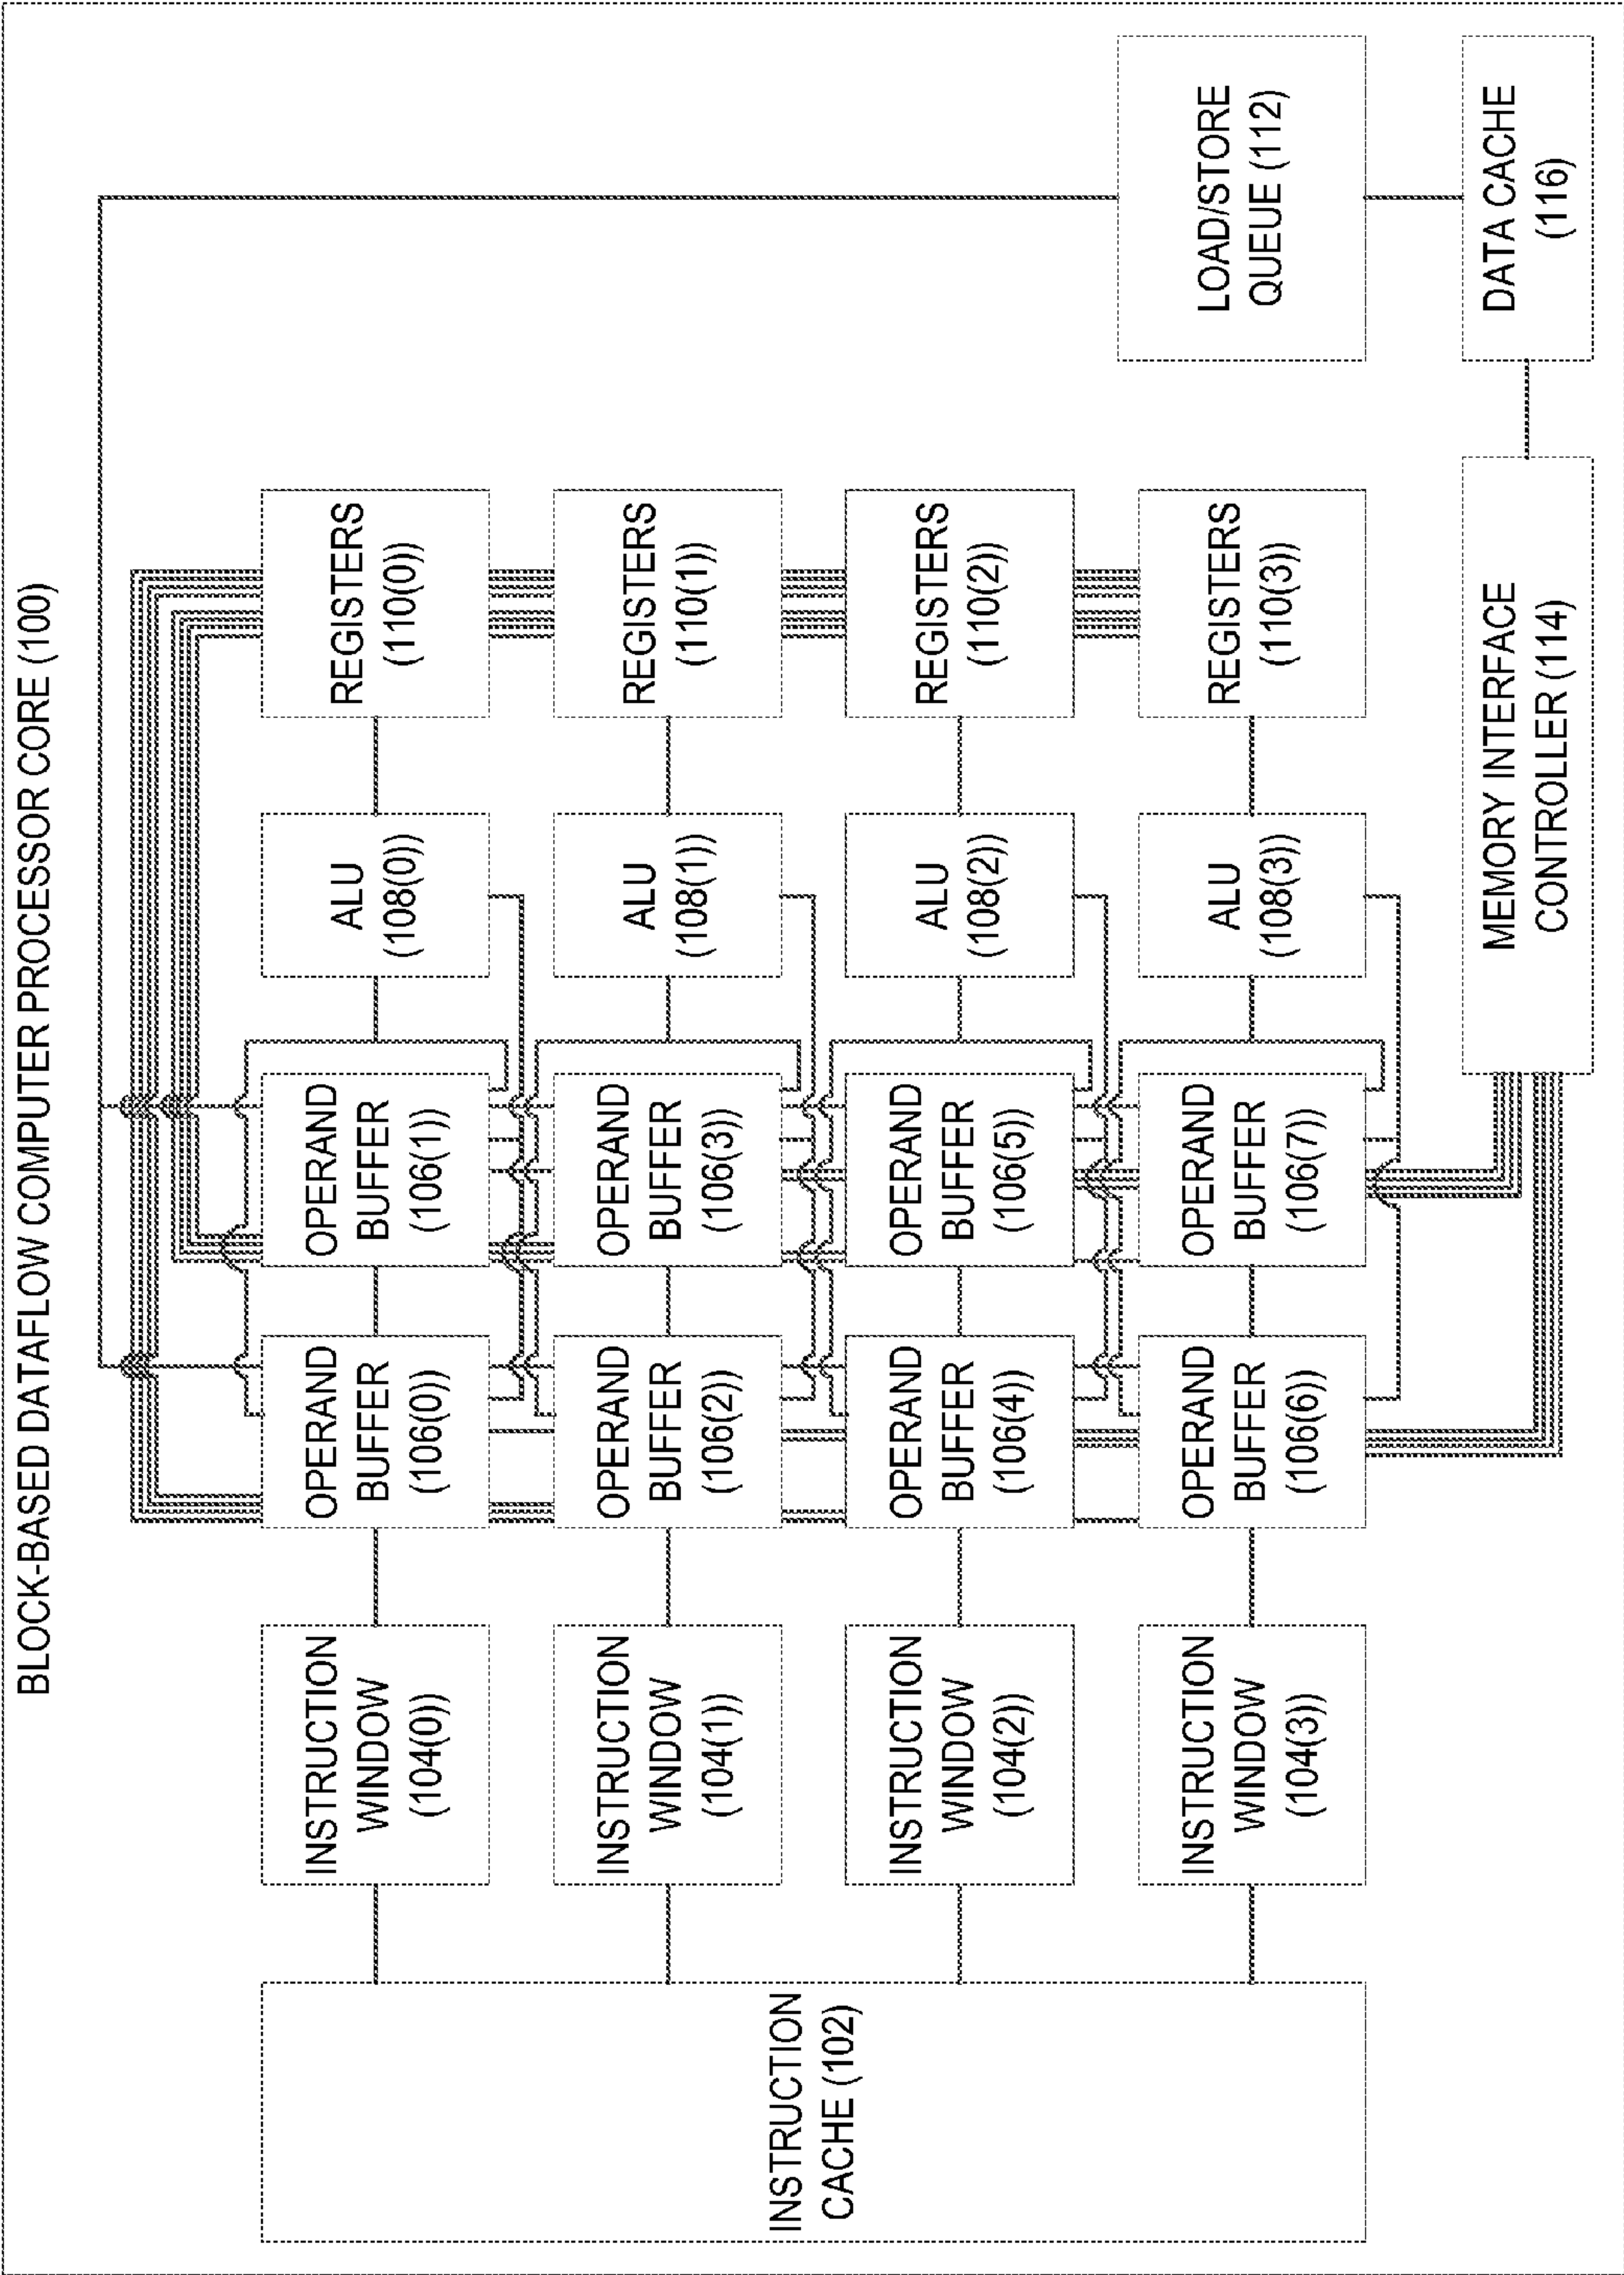 BLOCK-BASED DATAFLOW COMPUTER PROCESSOR CORE (100)
INSTRUCTION
CACHE (102)
INSTRUCTION
WINDOW
(104(0))
OPERAND
BUFFER
(106(0))
OPERAND
BUFFER
(106(1))
ALU
(108(0))
REGISTERS
(110(0))
INSTRUCTION
WINDOW
(104(1))
OPERAND
BUFFER
(106(2))
OPERAND
BUFFER
(106(3))
ALU
(108(1))
REGISTERS
(110(1))
INSTRUCTION
WINDOW
(104(2))
OPERAND
BUFFER
(106(4))
OPERAND
BUFFER
(106(5))
ALU
(108(2))
REGISTERS
(110(2))
INSTRUCTION
WINDOW
(104(3))
OPERAND
BUFFER
(106(6))
OPERAND
BUFFER
(106(7))
ALU
(108(3))
REGISTERS
(110(3))
LOAD/STORE
QUEUE (112)
MEMORY INTERFACE
CONTROLLER (114)
DATA CACHE
(116)